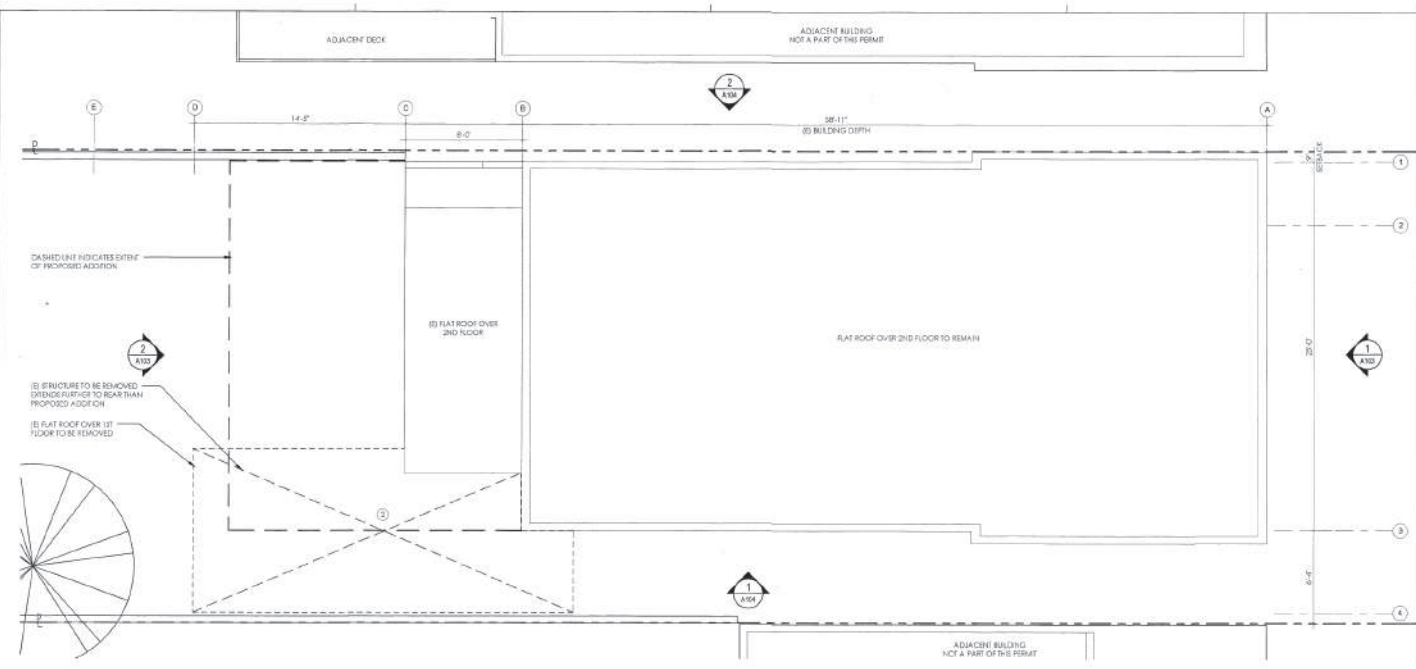 ADJACENT DECK
ADJACENT BUILDING
NOT A PART OF THIS PERMIT
2
A104
E
D
C
B
A
14'-5"
8'-0"
(E) BUILDING DEPTH
P
L
9"
SETBACK
1
2
DASHED LINE INDICATES EXTENT
OF PROPOSED ADDITION
(E) FLAT ROOF OVER
2ND FLOOR
FLAT ROOF OVER 2ND FLOOR TO REMAIN
25'-0"
2
A103
1
A103
(E) STRUCTURE TO BE REMOVED
EXTENDS FURTHER TO REAR THAN
PROPOSED ADDITION
(E) FLAT ROOF OVER 1ST
FLOOR TO BE REMOVED
2
3
6'-4"
1
A104
4
P
L
ADJACENT BUILDING
NOT A PART OF THIS PERMIT